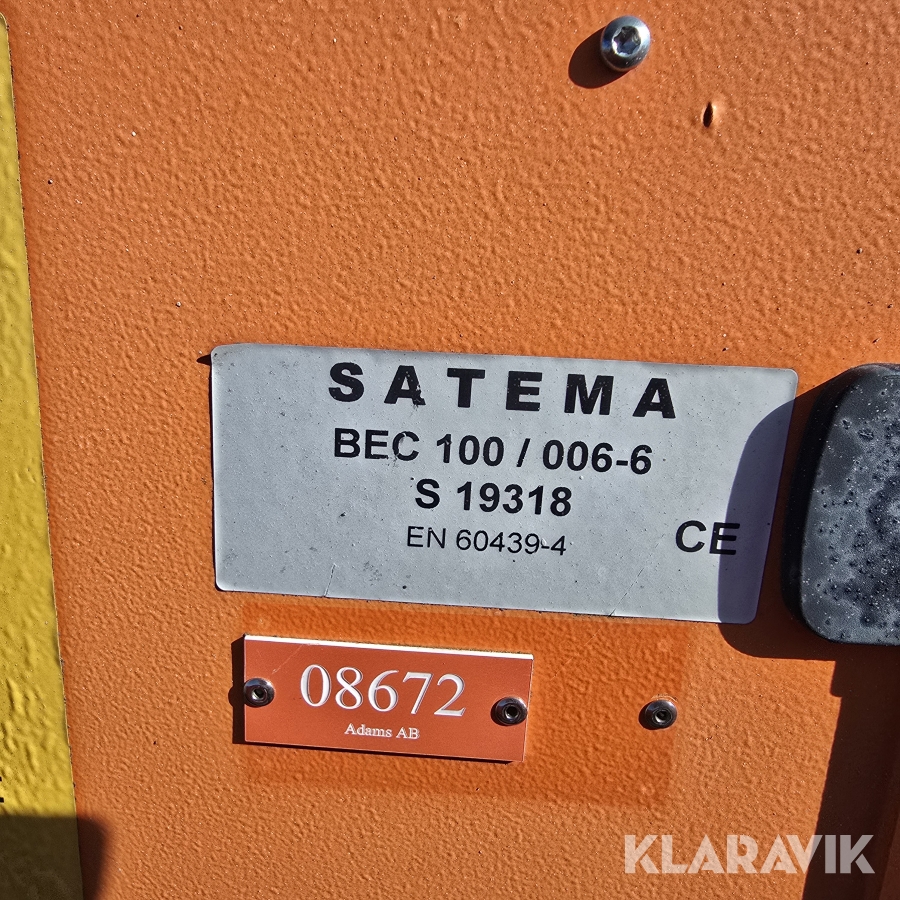 SATEMA
BEC 100 / 006-6
S 19318
EN 60439-4
CE
08672
Adams AB
KLARAVIK